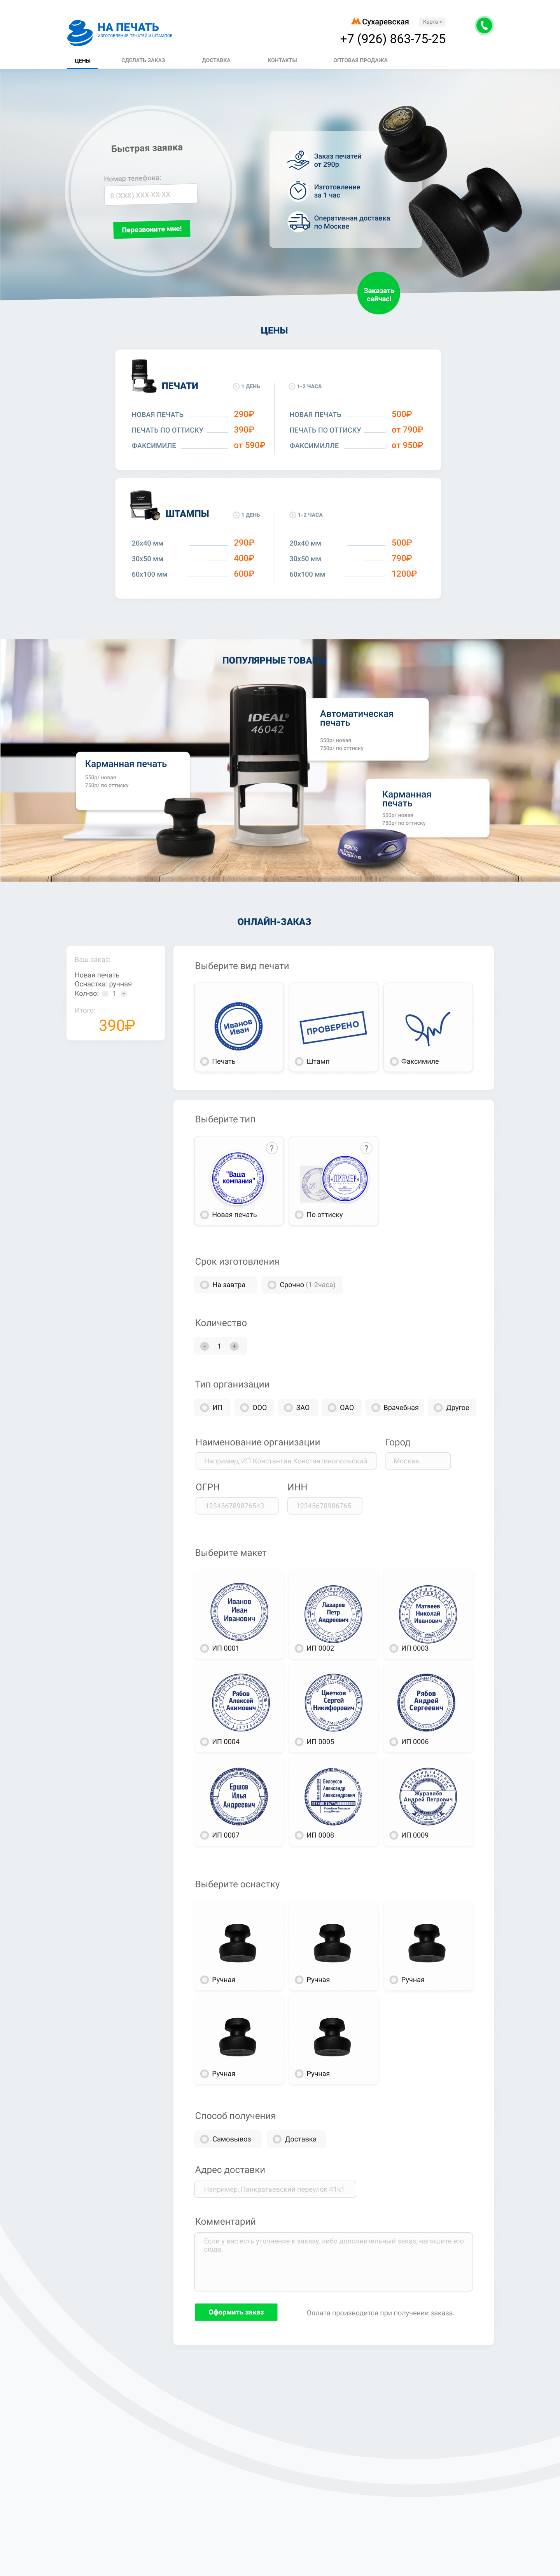 НА ПЕЧАТЬ
ИЗГОТОВЛЕНИЕ ПЕЧАТЕЙ И ШТАМПОВ
Сухаревская
Карта >
+7 (926) 863-75-25
ЦЕНЫ
СДЕЛАТЬ ЗАКАЗ
ДОСТАВКА
КОНТАКТЫ
ОПТОВАЯ ПРОДАЖА
Быстрая заявка
Номер телефона:
8 (XXX) XXX-XX-XX
Перезвоните мне!
Заказ печатей
от 290р
Изготовление
за 1 час
Оперативная доставка
по Москве
Заказать
сейчас!
ЦЕНЫ
ПЕЧАТИ
1 ДЕНЬ
1-2 ЧАСА
НОВАЯ ПЕЧАТЬ 290₽
НОВАЯ ПЕЧАТЬ 500₽
ПЕЧАТЬ ПО ОТТИСКУ 390₽
ПЕЧАТЬ ПО ОТТИСКУ от 790₽
ФАКСИМИЛЕ от 590₽
ФАКСИМИЛЛЕ от 950₽
ШТАМПЫ
1 ДЕНЬ
1-2 ЧАСА
20x40 мм 290₽
20x40 мм 500₽
30x50 мм 400₽
30x50 мм 790₽
60x100 мм 600₽
60x100 мм 1200₽
ПОПУЛЯРНЫЕ ТОВАРЫ
IDEAL®
46042
Автоматическая
печать
550р/ новая
750р/ по оттиску
Карманная печать
550р/ новая
750р/ по оттиску
Карманная
печать
550р/ новая
750р/ по оттиску
ОНЛАЙН-ЗАКАЗ
Ваш заказ:
Новая печать
Оснастка: ручная
Кол-во: - 1 +
Итого:
390₽
Выберите вид печати
Иванов
Иван
ПРОВЕРЕНО
Печать
Штамп
Факсимиле
Выберите тип
?
?
"Ваша
компания"
«ПРИМЕР»
Новая печать
По оттиску
Срок изготовления
На завтра
Срочно (1-2часа)
Количество
- 1 +
Тип организации
ИП
ООО
ЗАО
ОАО
Врачебная
Другое
Наименование организации
Город
Например, ИП Константин Константинопольский
Москва
ОГРН
ИНН
123456789876543
12345678986765
Выберите макет
Иванов
Иван
Иванович
Лазарев
Петр
Андреевич
Матвеев
Николай
Иванович
ИП 0001
ИП 0002
ИП 0003
Рябов
Алексей
Акимович
Цветков
Сергей
Никифорович
Рябов
Андрей
Сергеевич
ИП 0004
ИП 0005
ИП 0006
Ершов
Илья
Андреевич
Белоусов
Александр
Александрович
Журавлёв
Андрей Петрович
ИП 0007
ИП 0008
ИП 0009
Выберите оснастку
Ручная
Ручная
Ручная
Ручная
Ручная
Способ получения
Самовывоз
Доставка
Адрес доставки
Например, Панкратьевский переулок 41к1
Комментарий
Если у вас есть уточнение к заказу, либо дополнительный заказ, напишите его
сюда.
Оформить заказ
Оплата производится при получении заказа.